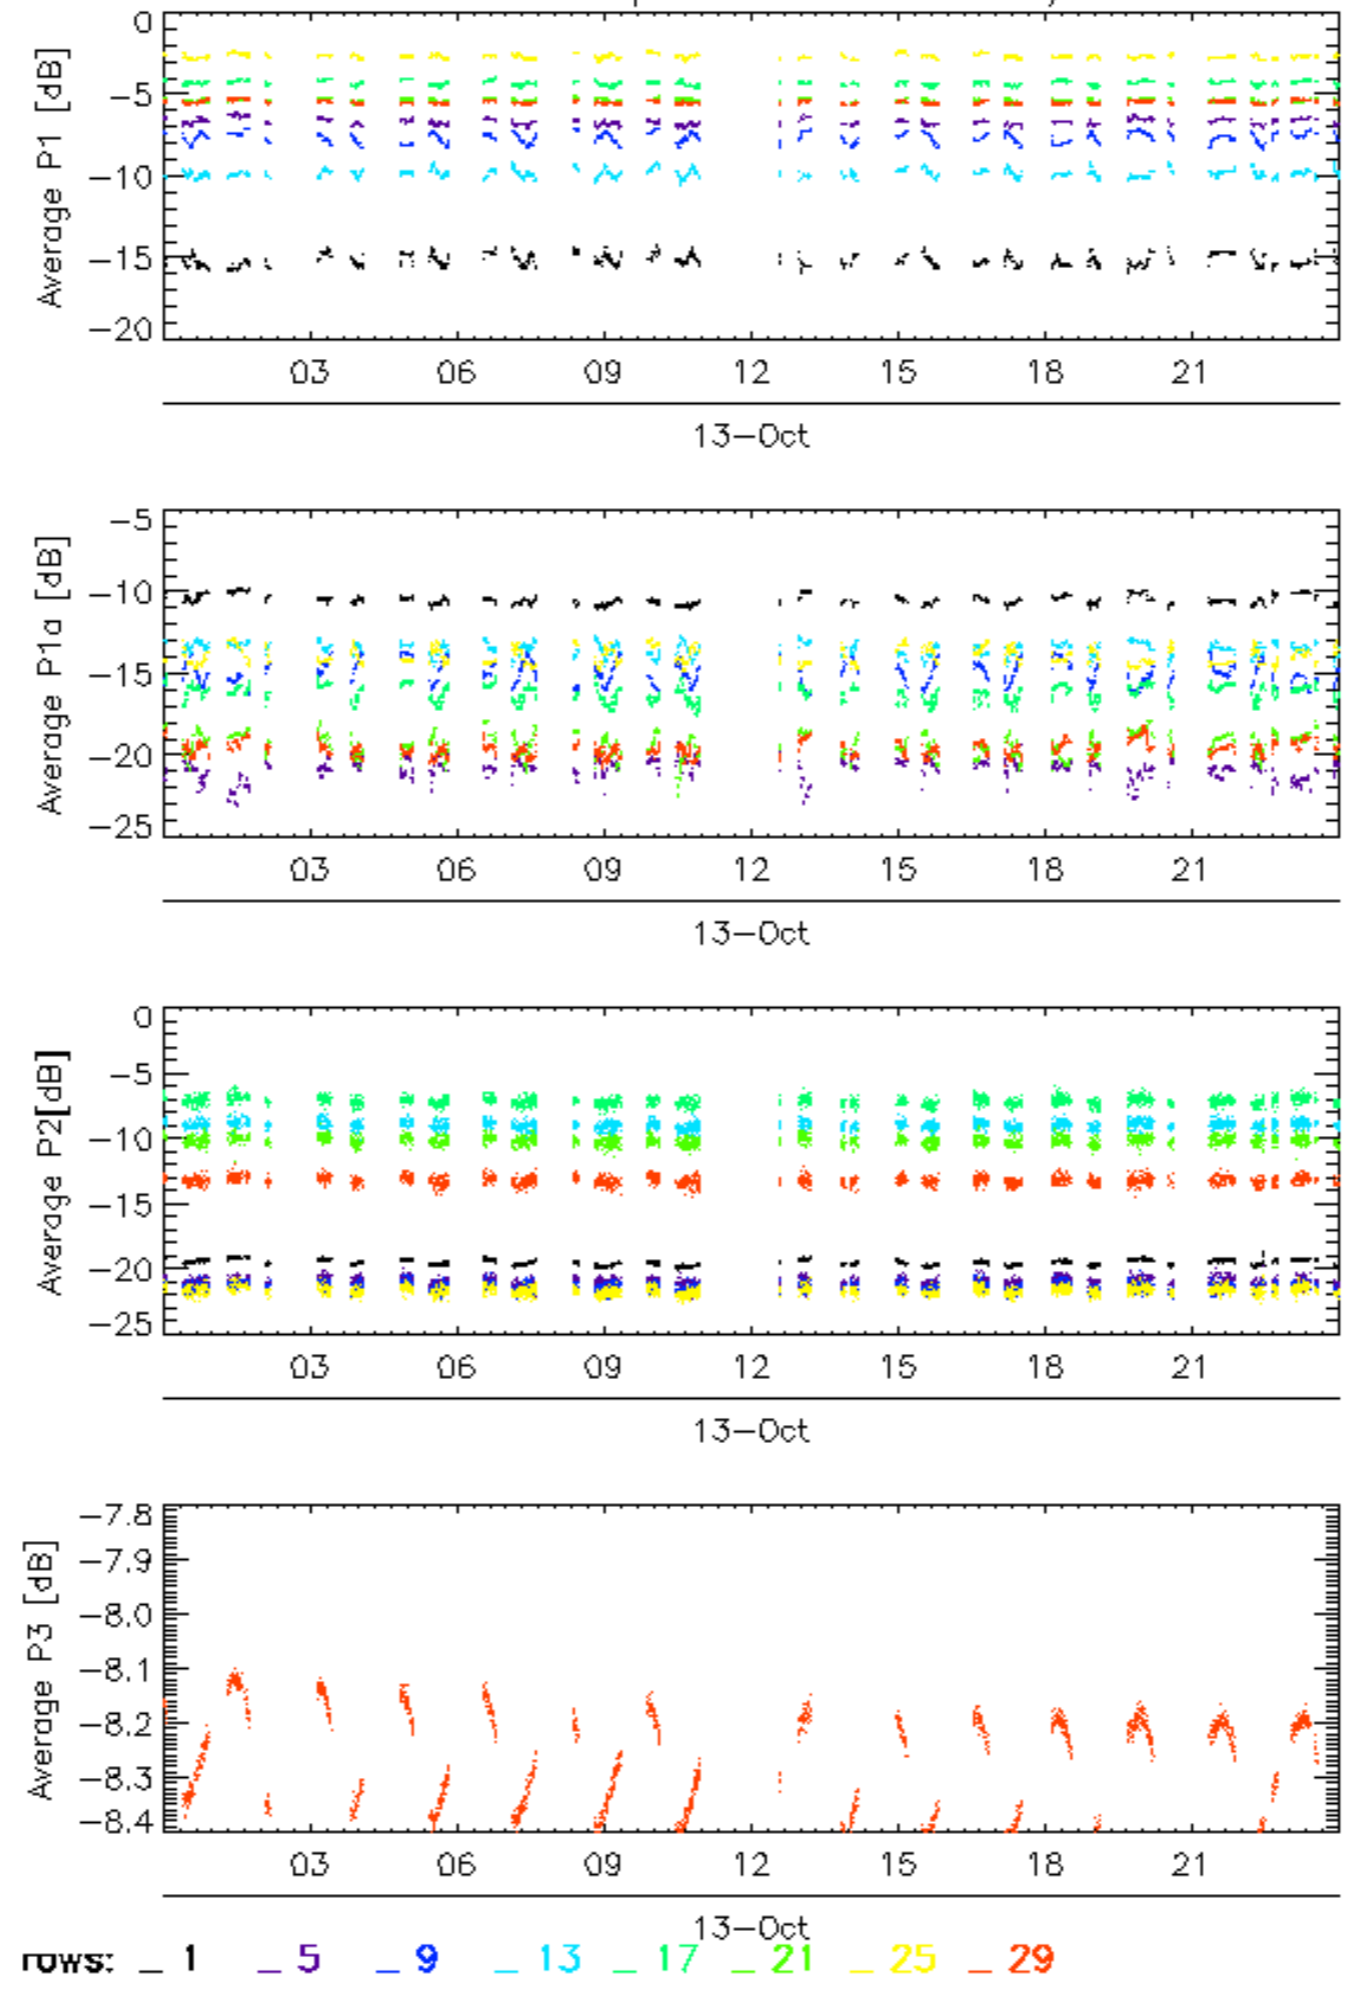 0
−5
−10
−15
−20
Average P1 [dB]
03 06 09 12 15 18 21
13−Oct
−5
−10
−15
−20
−25
Average P1a [dB]
03 06 09 12 15 18 21
13−Oct
0
−5
−10
−15
−20
−25
Average P2[dB]
03 06 09 12 15 18 21
13−Oct
−7.8
−7.9
−8.0
−8.1
−8.2
−8.3
−8.4
Average P3 [dB]
03 06 09 12 15 18 21
13−Oct
rows: _ 1 _ 5 _ 9 _ 13 _ 17 _ 21 _ 25 _ 29